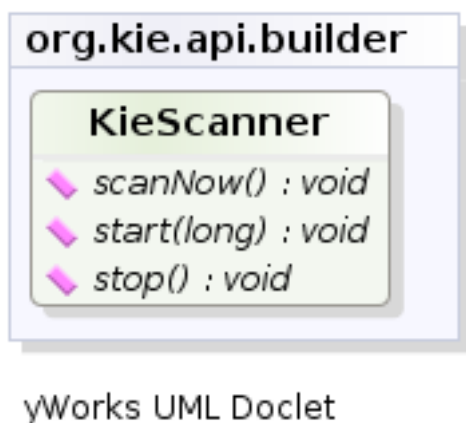 org.kie.api.builder
KieScanner
scanNow() : void
start(long) : void
stop() : void
yWorks UML Doclet